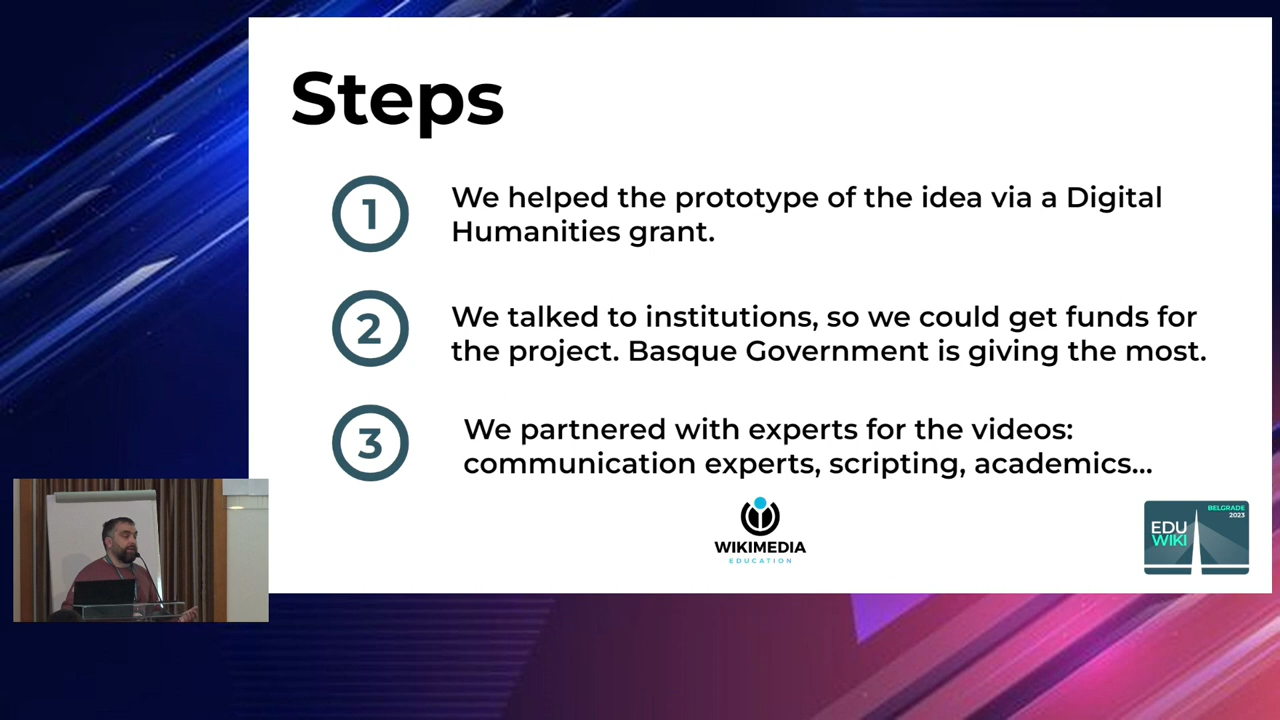 Steps
1
We helped the prototype of the idea via a Digital
Humanities grant.
2
We talked to institutions, so we could get funds for
the project. Basque Government is giving the most.
3
We partnered with experts for the videos:
communication experts, scripting, academics...
WIKIMEDIA
EDUCATION
BELGRADE
2023
EDU
WIKI